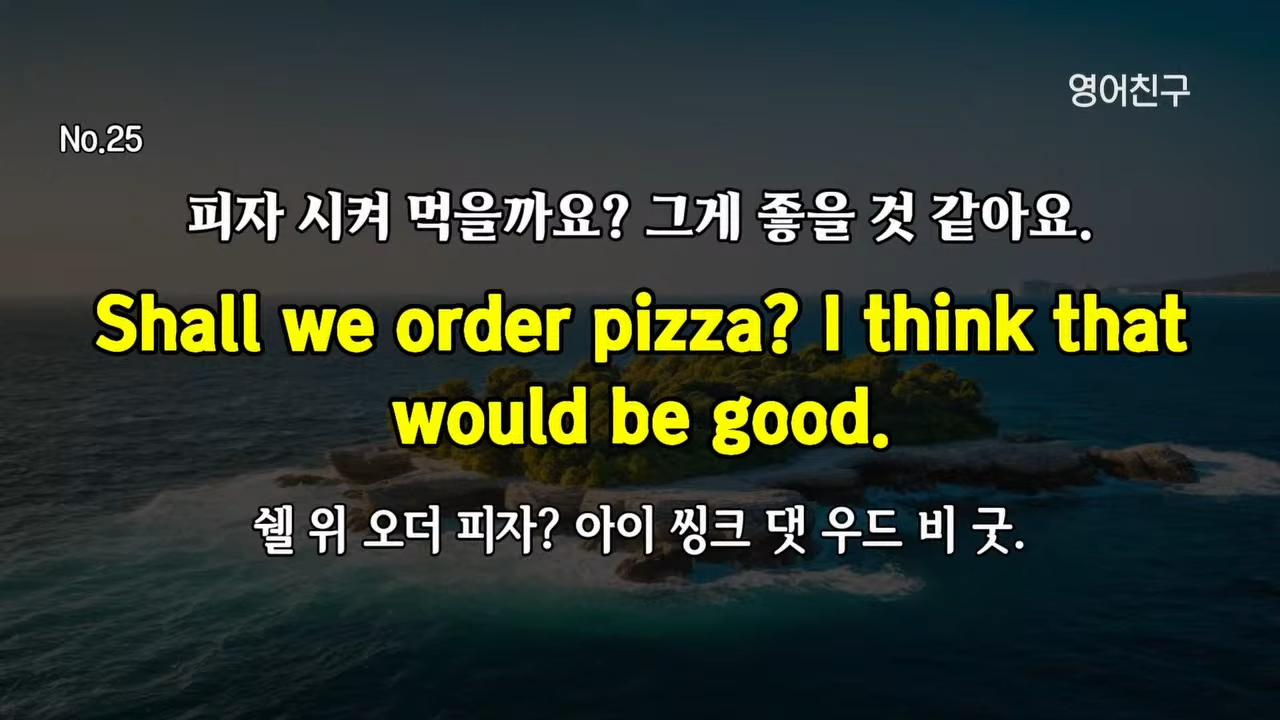 영어친구
No.25
피자 시켜 먹을까요? 그게 좋을 것 같아요.
Shall we order pizza? I think that
would be good.
쉘 위 오더 피자? 아이 씽크 댓 우드 비 굿.